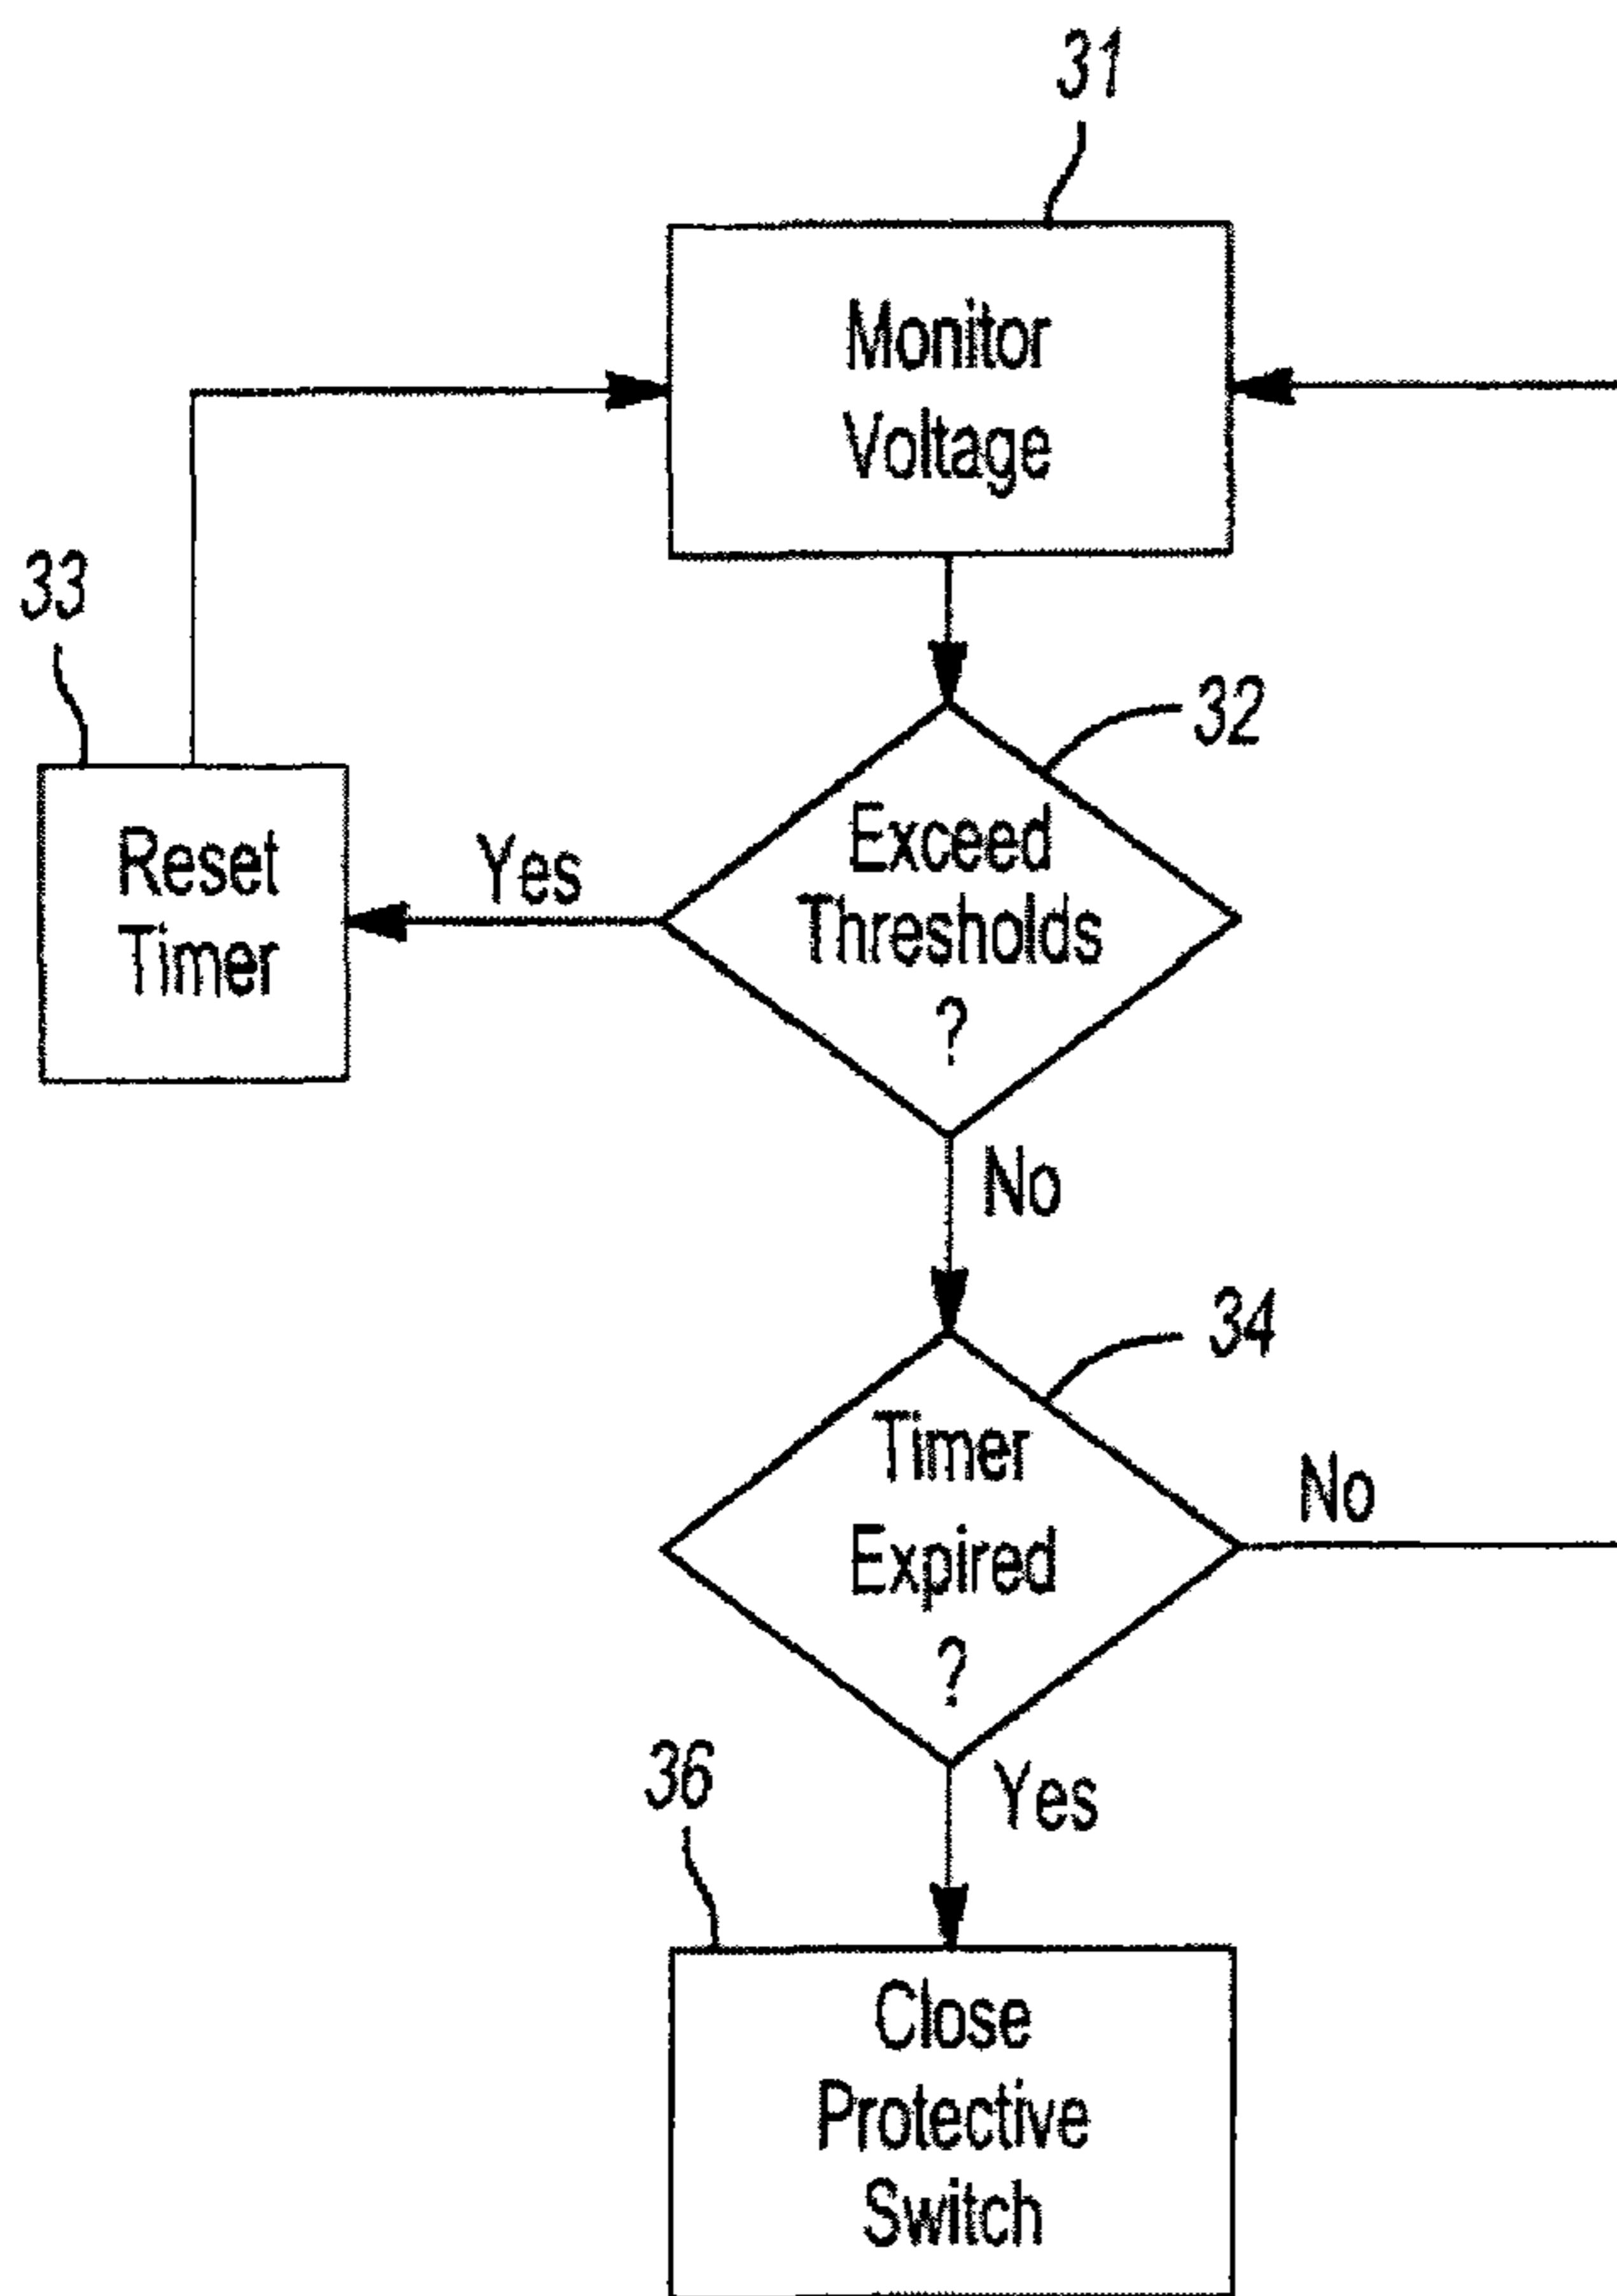 31
Monitor
Voltage
33
32
Reset
Timer
Yes
Exceed
Thresholds
?
No
34
Timer
Expired
?
No
36
Yes
Close
Protective
Switch